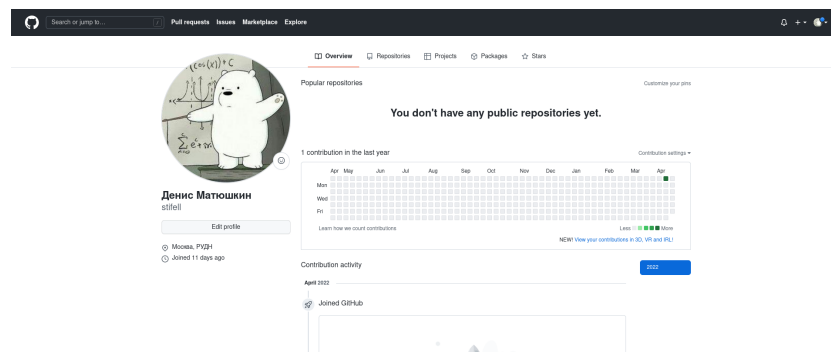 Search or jump to...
/
Pull requests Issues Marketplace Explore
Overview Repositories Projects Packages Stars
Popular repositories
Customize your pins
You don't have any public repositories yet.
1 contribution in the last year
Contribution settings
Apr May Jun Jul Aug Sep Oct Nov Dec Jan Feb Mar Apr
Mon
Wed
Fri
Learn how we count contributions
Less More
NEW! View your contributions in 3D, VR and IRL!
Денис Матюшкин
stifell
Edit profile
Москва, РУДН
Joined 11 days ago
Contribution activity
2022
April 2022
Joined GitHub